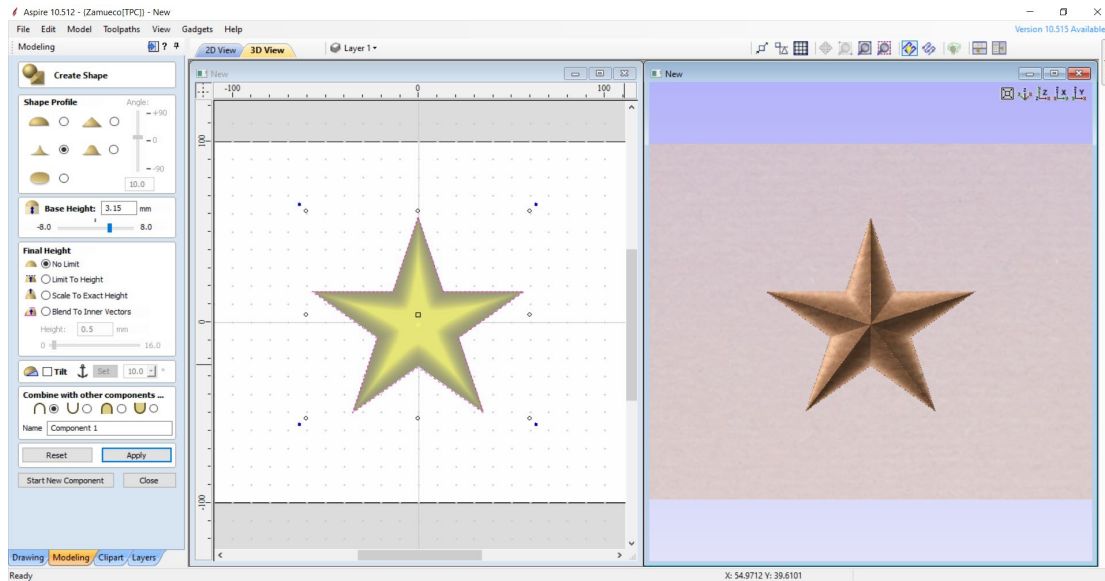 Aspire 10.512 - {Zamueco[TPC]} - New
File Edit Model Toolpaths View Gadgets Help
Version 10.515 Available
Modeling
?
2D View 3D View
Layer 1
Create Shape
Shape Profile
Angle:
+90
0
-90
10.0
Base Height: 3.15 mm
-8.0 8.0
Final Height
No Limit
Limit To Height
Scale To Exact Height
Blend To Inner Vectors
Height: 0.5 mm
0 16.0
Tilt Set 10.0 °
Combine with other components ...
Name Component 1
Reset Apply
Start New Component Close
Drawing Modeling Clipart Layers
Ready
New
-100 0 100
100
0
-100
New
Z X Y
X: 54.9712 Y: 39.6101